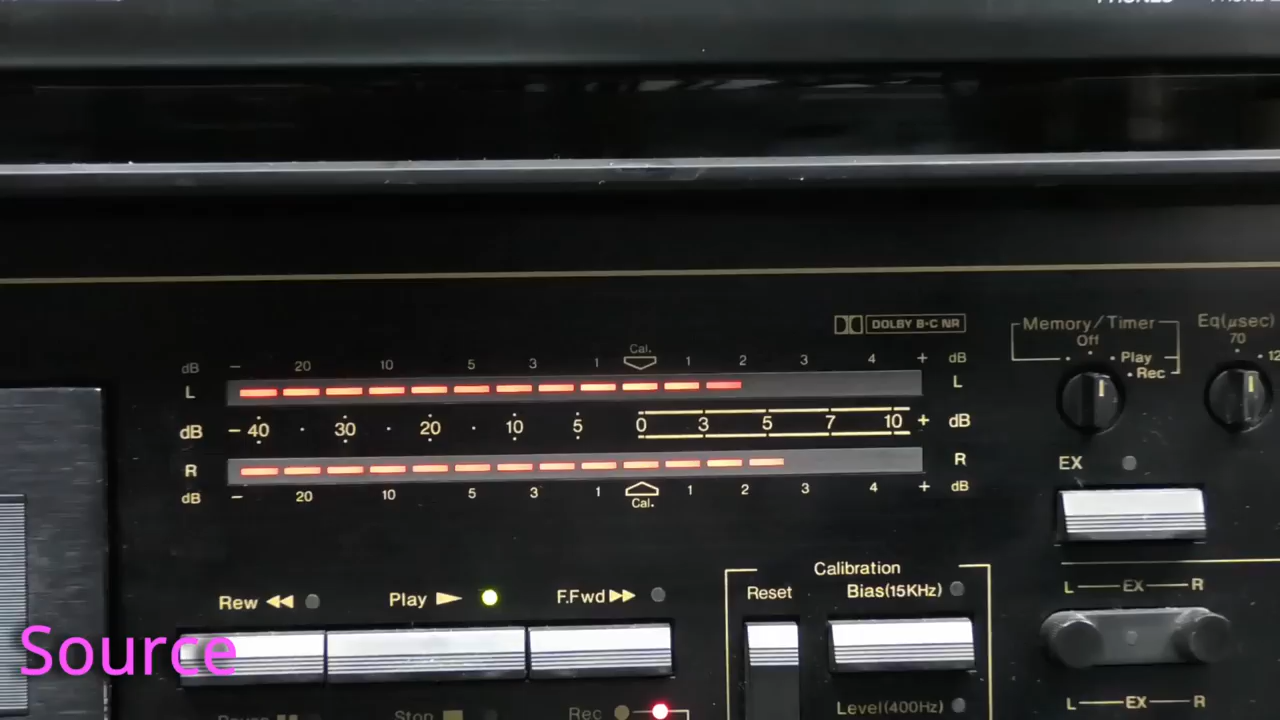 PHONES
DOLBY B·C NR
Memory/Timer
Off
Play
Rec
Eq(μsec)
70
12
Cal.
dB – 20 10 5 3 1 1 2 3 4 + dB
L L
dB – 40 · 30 · 20 · 10 5 0 3 5 7 10 + dB
R R
dB – 20 10 5 3 1 1 2 3 4 + dB
Cal.
EX
Calibration
Reset
Bias(15KHz)
L EX R
Rew
Play
F.Fwd
Source
Stop
Rec
Level(400Hz)
L EX R